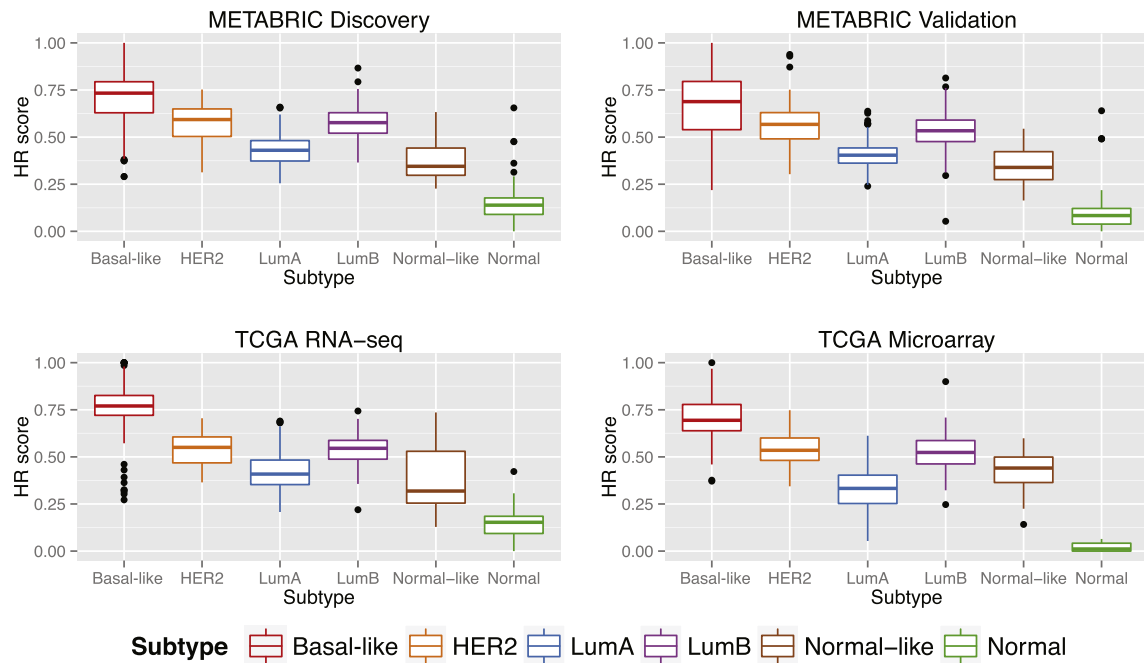 METABRIC Discovery
1.00
0.75
0.50
0.25
0.00
HR score
Basal-like HER2 LumA LumB Normal-like Normal
Subtype
METABRIC Validation
1.00
0.75
0.50
0.25
0.00
HR score
Basal-like HER2 LumA LumB Normal-like Normal
Subtype
TCGA RNA-seq
1.00
0.75
0.50
0.25
0.00
HR score
Basal-like HER2 LumA LumB Normal-like Normal
Subtype
TCGA Microarray
1.00
0.75
0.50
0.25
0.00
HR score
Basal-like HER2 LumA LumB Normal-like Normal
Subtype
Subtype Basal-like HER2 LumA LumB Normal-like Normal